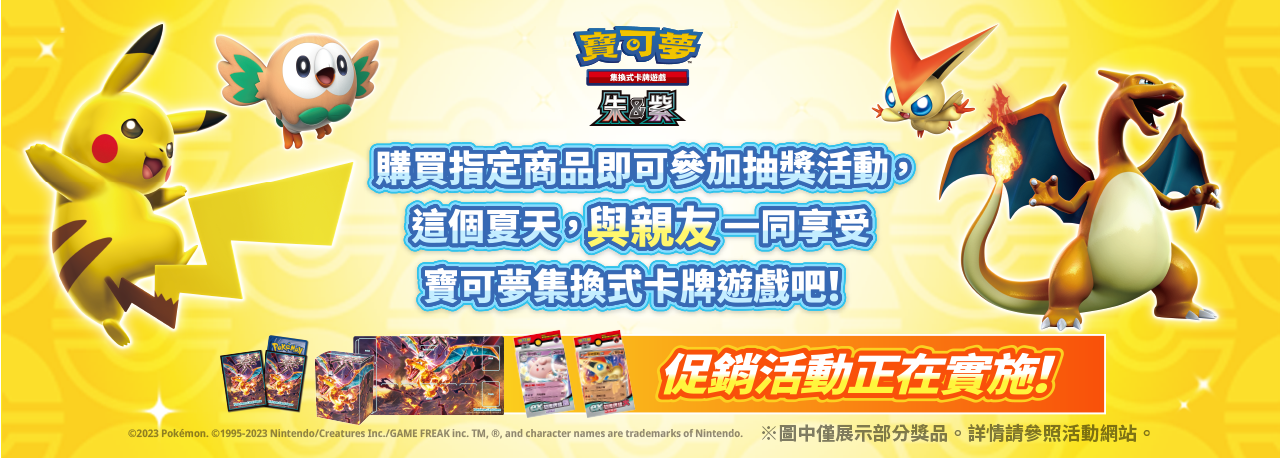 寶可夢
集換式卡牌遊戲
朱&紫
購買指定商品即可參加抽獎活動，
這個夏天，與親友一同享受
寶可夢集換式卡牌遊戲吧!
Pokémon
ex
ex
促銷活動正在實施!
©2023 Pokémon. ©1995-2023 Nintendo/Creatures Inc./GAME FREAK inc. TM, ®, and character names are trademarks of Nintendo.
※圖中僅展示部分獎品。詳情請參照活動網站。